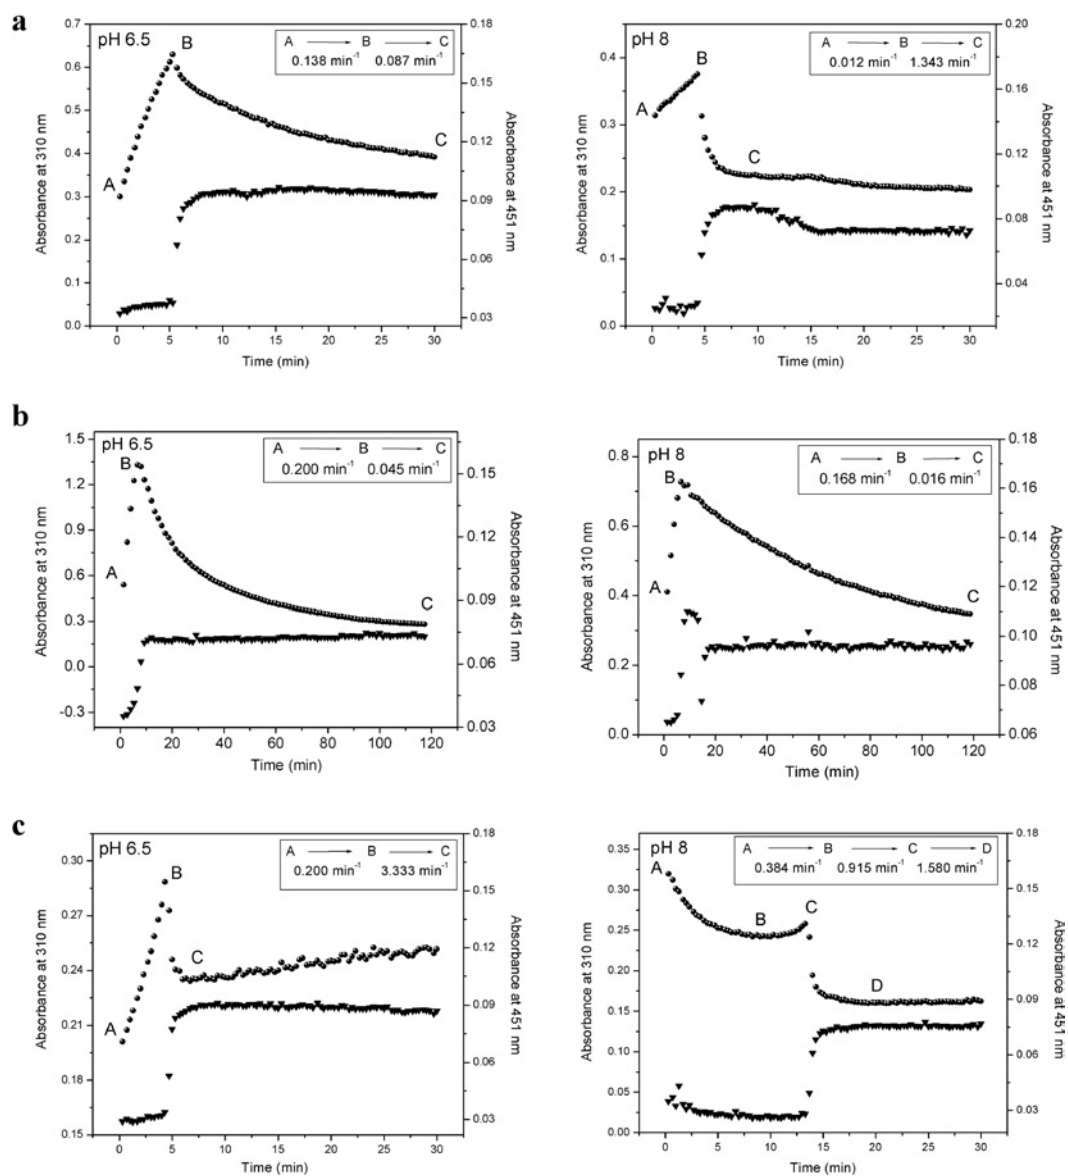 a
pH 6.5
A B C
0.138 min-1 0.087 min-1
A
B
C
0.7
0.6
0.5
0.4
0.3
0.2
0.1
0.0
0.18
0.15
0.12
0.09
0.06
0.03
0 5 10 15 20 25 30
Time (min)
Absorbance at 310 nm
Absorbance at 451 nm
pH 8
A B C
0.012 min-1 1.343 min-1
A
B
C
0.4
0.3
0.2
0.1
0.0
0.20
0.16
0.12
0.08
0.04
0 5 10 15 20 25 30
Time (min)
Absorbance at 310 nm
Absorbance at 451 nm
b
pH 6.5
A B C
0.200 min-1 0.045 min-1
B
A
C
1.5
1.2
0.9
0.6
0.3
0.0
-0.3
0.15
0.12
0.09
0.06
0.03
0 20 40 60 80 100 120
Time (min)
Absorbance at 310 nm
Absorbance at 451 nm
pH 8
A B C
0.168 min-1 0.016 min-1
B
A
C
0.8
0.6
0.4
0.2
0.0
0.18
0.16
0.14
0.12
0.10
0.08
0.06
0 20 40 60 80 100 120
Time (min)
Absorbance at 310 nm
Absorbance at 451 nm
c
pH 6.5
A B C
0.200 min-1 3.333 min-1
B
C
A
0.30
0.27
0.24
0.21
0.18
0.15
0.18
0.15
0.12
0.09
0.06
0.03
0 5 10 15 20 25 30
Time (min)
Absorbance at 310 nm
Absorbance at 451 nm
pH 8
A B C D
0.384 min-1 0.915 min-1 1.580 min-1
A
B
C
D
0.35
0.30
0.25
0.20
0.15
0.10
0.05
0.00
0.18
0.15
0.12
0.09
0.06
0.03
0 5 10 15 20 25 30
Time (min)
Absorbance at 310 nm
Absorbance at 451 nm